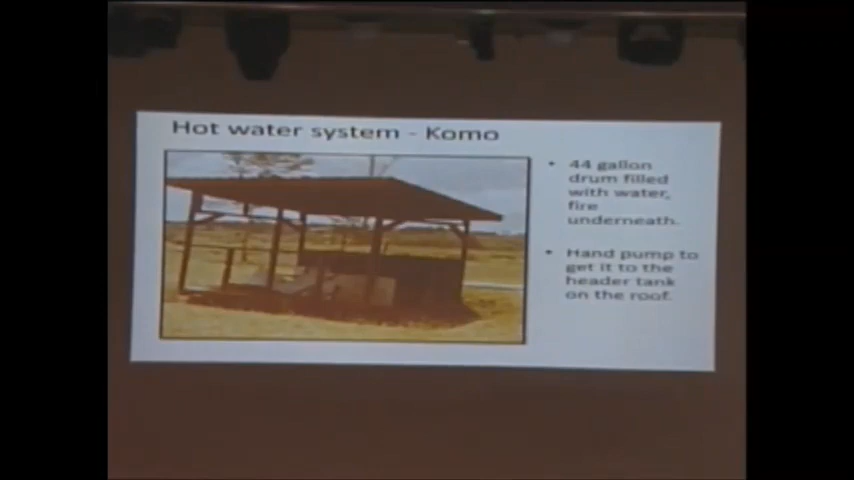 Hot water system - Komo
• 44 gallon
drum filled
with water,
fire
underneath.
• Hand pump to
get it to the
header tank
on the roof.